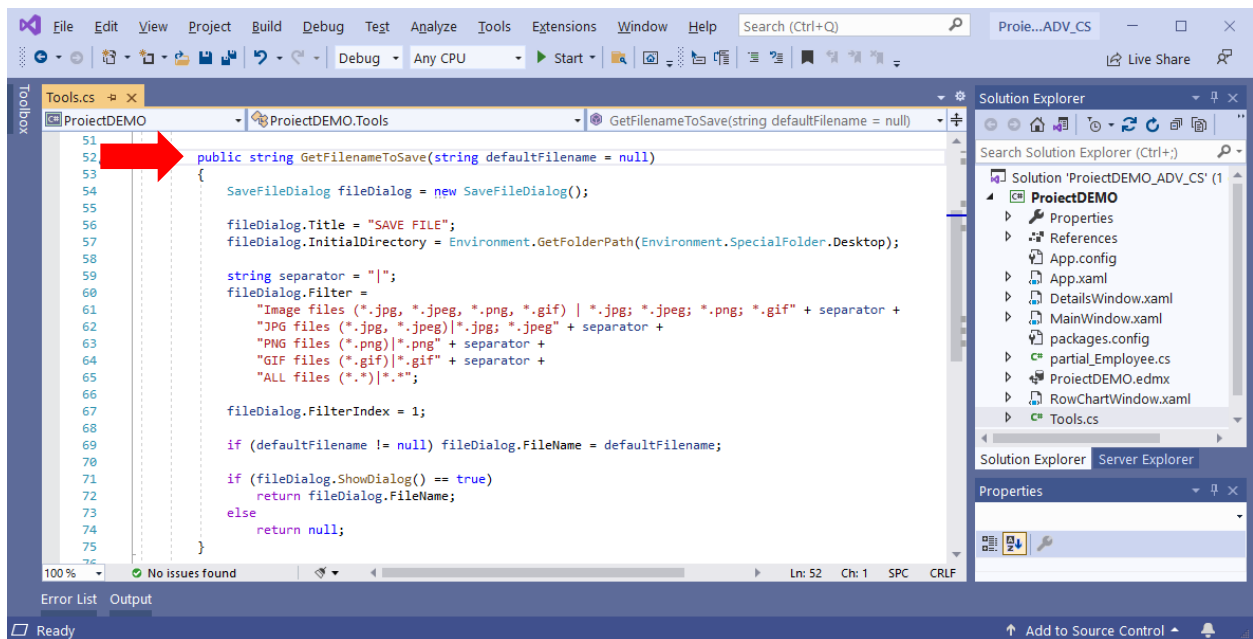 File Edit View Project Build Debug Test Analyze Tools Extensions Window Help Search (Ctrl+Q) Proie...ADV_CS
Debug Any CPU Start Live Share
Toolbox
Tools.cs
ProiectDEMO ProiectDEMO.Tools GetFilenameToSave(string defaultFilename = null)
51
52 public string GetFilenameToSave(string defaultFilename = null)
53 {
54 SaveFileDialog fileDialog = new SaveFileDialog();
55
56 fileDialog.Title = "SAVE FILE";
57 fileDialog.InitialDirectory = Environment.GetFolderPath(Environment.SpecialFolder.Desktop);
58
59 string separator = "|";
60 fileDialog.Filter =
61 "Image files (*.jpg, *.jpeg, *.png, *.gif) | *.jpg; *.jpeg; *.png; *.gif" + separator +
62 "JPG files (*.jpg, *.jpeg)|*.jpg; *.jpeg" + separator +
63 "PNG files (*.png)|*.png" + separator +
64 "GIF files (*.gif)|*.gif" + separator +
65 "ALL files (*.*)|*.*";
66
67 fileDialog.FilterIndex = 1;
68
69 if (defaultFilename != null) fileDialog.FileName = defaultFilename;
70
71 if (fileDialog.ShowDialog() == true)
72 return fileDialog.FileName;
73 else
74 return null;
75 }
76
100 % No issues found Ln: 52 Ch: 1 SPC CRLF
Solution Explorer
Search Solution Explorer (Ctrl+;)
Solution 'ProiectDEMO_ADV_CS' (1
ProiectDEMO
Properties
References
App.config
App.xaml
DetailsWindow.xaml
MainWindow.xaml
packages.config
partial_Employee.cs
ProiectDEMO.edmx
RowChartWindow.xaml
Tools.cs
Solution Explorer Server Explorer
Properties
Error List Output
Ready Add to Source Control